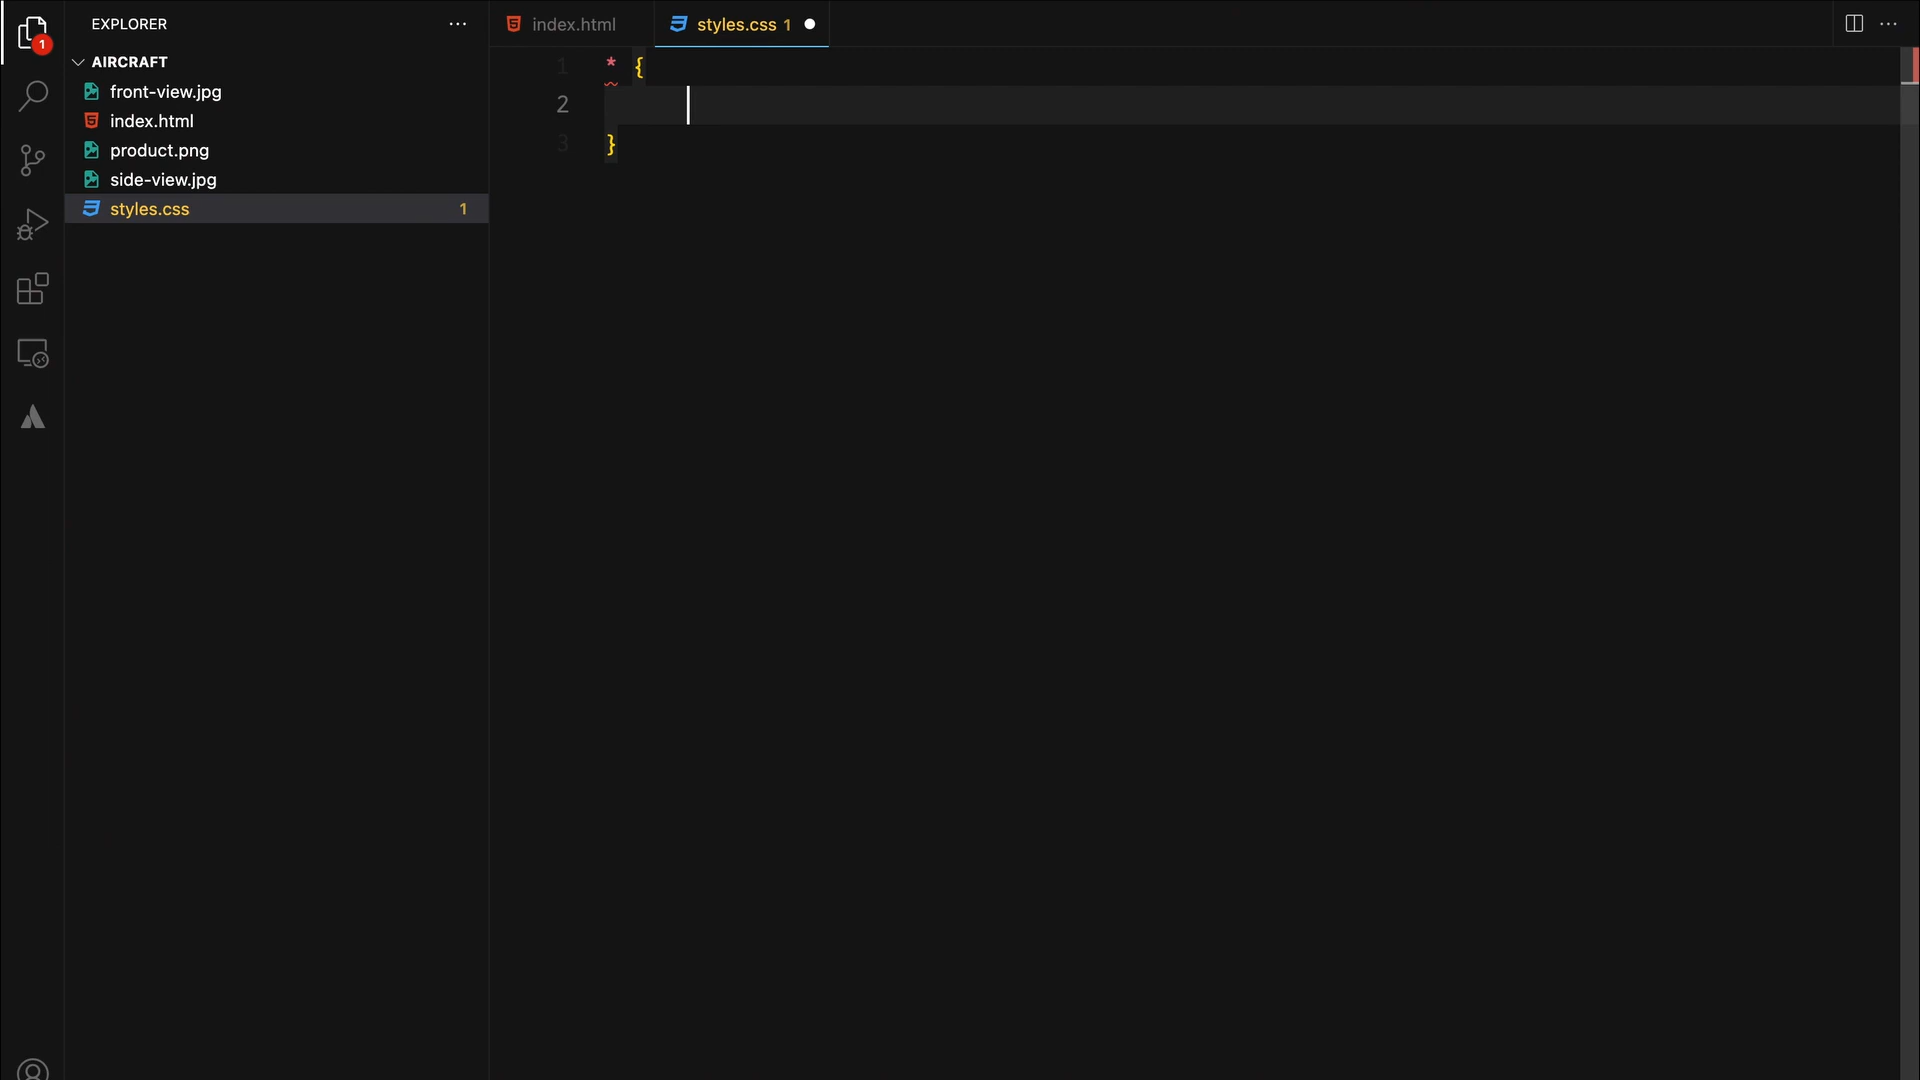 EXPLORER
AIRCRAFT
front-view.jpg
index.html
product.png
side-view.jpg
styles.css 1
1
index.html
styles.css 1
1 * {
2
3 }